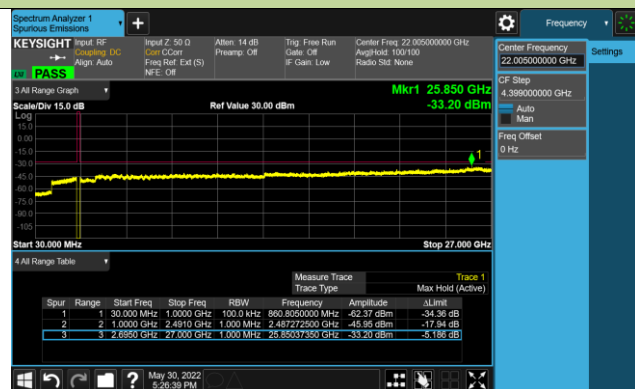 Spectrum Analyzer 1
Spurious Emissions
Frequency
KEYSIGHT
Input: RF
Coupling: DC
Align: Auto
Input Z: 50 Ω
Corr CCorr
Freq Ref: Ext (S)
NFE: Off
Atten: 14 dB
Preamp: Off
Trig: Free Run
Gate: Off
IF Gain: Low
Center Freq: 22.005000000 GHz
Avg|Hold: 100/100
Radio Std: None
PASS
3 All Range Graph
Mkr1 25.850 GHz
Scale/Div 15.0 dB
Ref Value 30.00 dBm
-33.20 dBm
Log
15.0
0.00
-15.0
-30.0
-45.0
-60.0
-75.0
-90.0
-105
1
Start 30.000 MHz
Stop 27.000 GHz
4 All Range Table
Measure Trace Trace 1
Trace Type Max Hold (Active)
Spur Range Start Freq Stop Freq RBW Frequency Amplitude ΔLimit
1 1 30.000 MHz 1.0000 GHz 100.0 kHz 860.8050000 MHz -62.37 dBm -34.36 dB
2 2 1.0000 GHz 2.4910 GHz 1.000 MHz 2.487272500 GHz -45.95 dBm -17.94 dB
3 3 2.6950 GHz 27.000 GHz 1.000 MHz 25.85037350 GHz -33.20 dBm -5.186 dB
Center Frequency
22.005000000 GHz
Settings
CF Step
4.399000000 GHz
Auto
Man
Freq Offset
0 Hz
May 30, 2022
5:26:39 PM